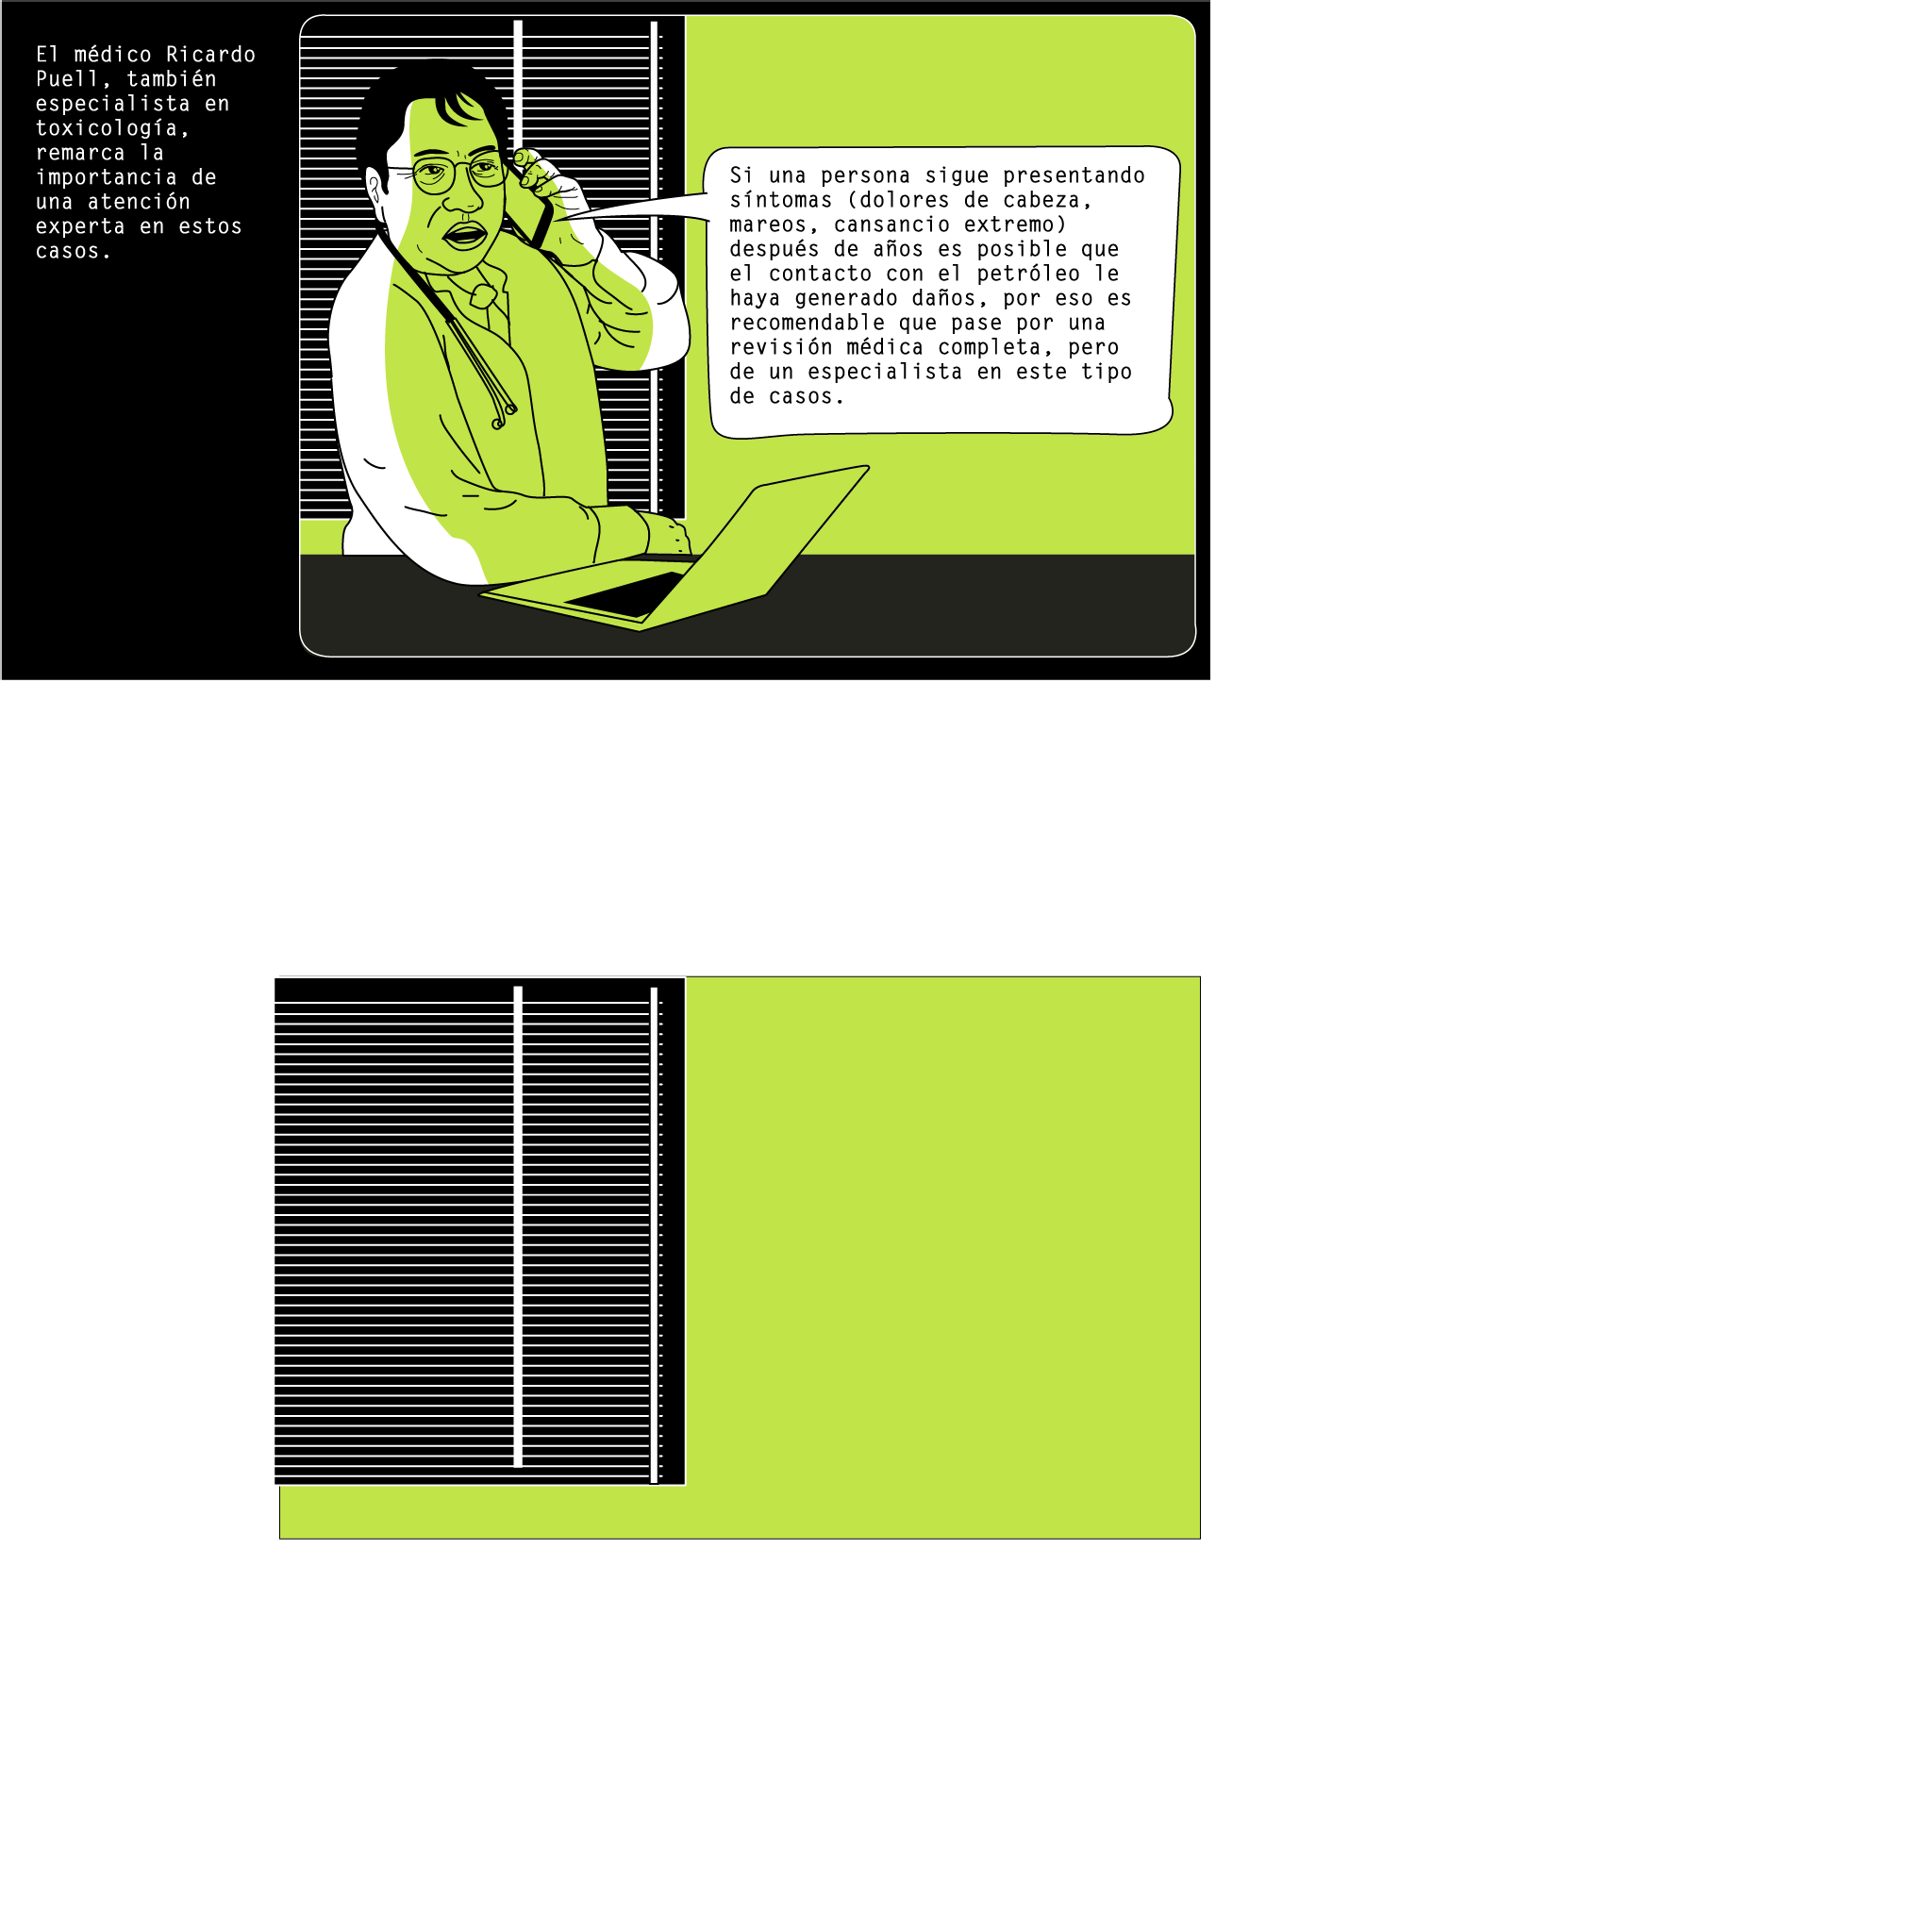 El médico Ricardo
Puell, también
especialista en
toxicología,
remarca la
importancia de
una atención
experta en estos
casos.
Si una persona sigue presentando
síntomas (dolores de cabeza,
mareos, cansancio extremo)
después de años es posible que
el contacto con el petróleo le
haya generado daños, por eso es
recomendable que pase por una
revisión médica completa, pero
de un especialista en este tipo
de casos.